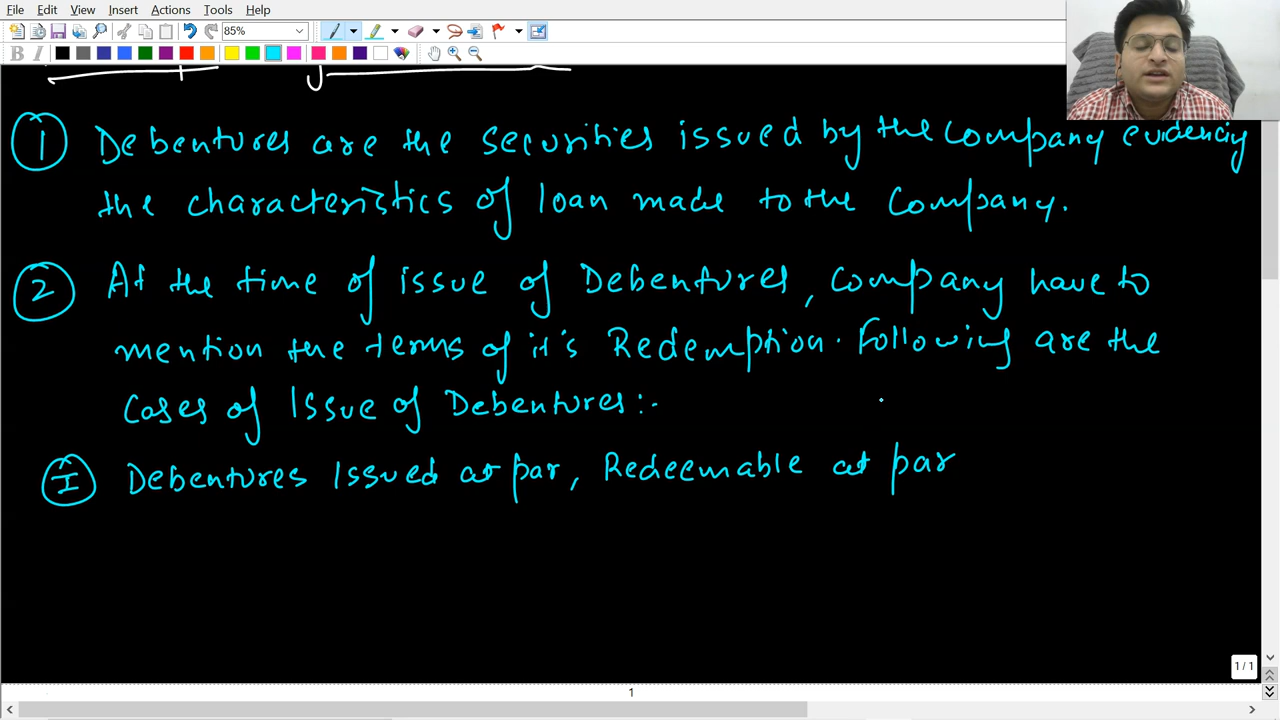 File Edit View Insert Actions Tools Help
85%
B I
1 Debentures are the securities issued by the Company evidencing
the characteristics of loan made to the Company.
2 At the time of issue of Debentures, Company have to
mention the terms of it's Redemption. Following are the
Cases of Issue of Debentures :-
I Debentures Issued at par, Redeemable at par
1 / 1
1